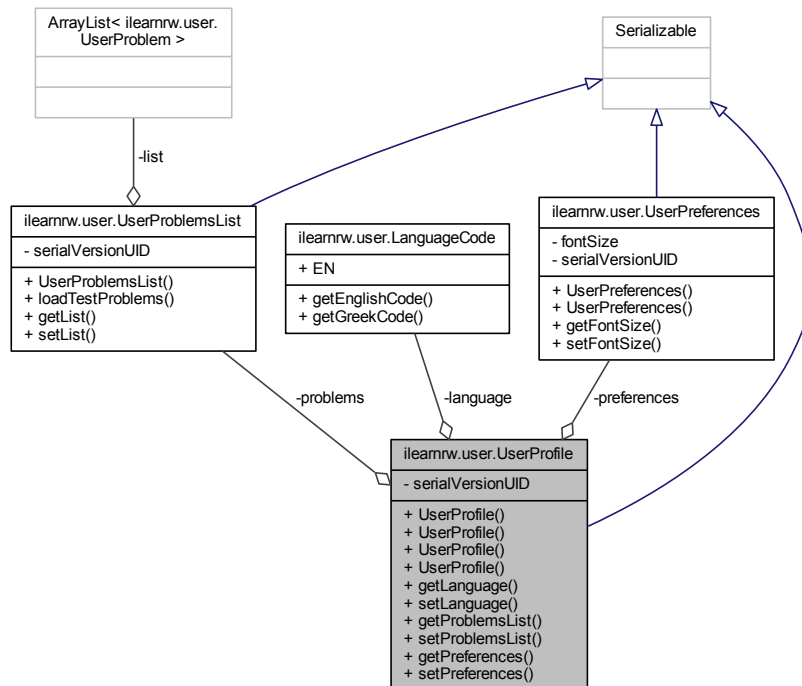 ArrayList< ilearnrw.user.
UserProblem >
Serializable
-list
ilearnrw.user.UserProblemsList
- serialVersionUID
+ UserProblemsList()
+ loadTestProblems()
+ getList()
+ setList()
ilearnrw.user.LanguageCode
+ EN
+ getEnglishCode()
+ getGreekCode()
ilearnrw.user.UserPreferences
- fontSize
- serialVersionUID
+ UserPreferences()
+ UserPreferences()
+ getFontSize()
+ setFontSize()
-problems
-language
-preferences
ilearnrw.user.UserProfile
- serialVersionUID
+ UserProfile()
+ UserProfile()
+ UserProfile()
+ UserProfile()
+ getLanguage()
+ setLanguage()
+ getProblemsList()
+ setProblemsList()
+ getPreferences()
+ setPreferences()